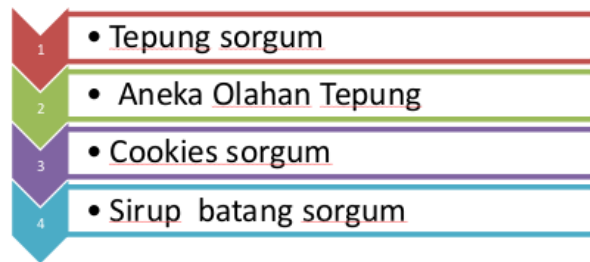 1 • Tepung sorgum
2 • Aneka Olahan Tepung
3 • Cookies sorgum
4 • Sirup batang sorgum